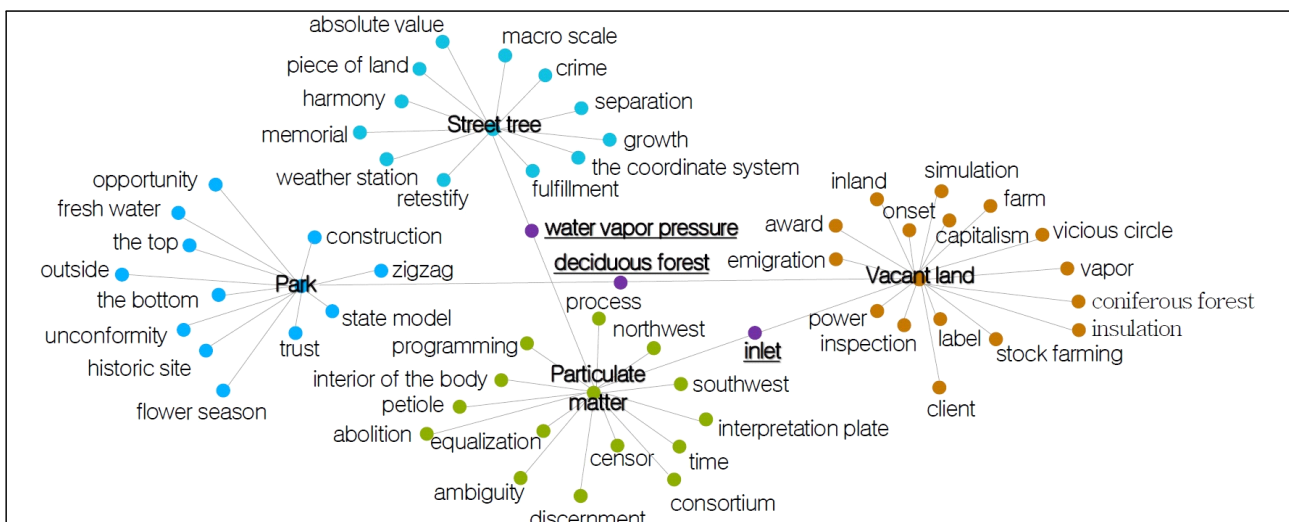 absolute value
macro scale
piece of land
crime
harmony
separation
memorial
Street tree
growth
weather station
the coordinate system
retestify
fulfillment
opportunity
fresh water
the top
construction
outside
zigzag
Park
the bottom
unconformity
state model
historic site
trust
flower season
water vapor pressure
deciduous forest
inlet
simulation
inland
farm
award
onset
capitalism
vicious circle
emigration
Vacant land
vapor
coniferous forest
power
insulation
inspection
label
stock farming
client
process
northwest
programming
interior of the body
Particulate
matter
southwest
petiole
abolition
equalization
interpretation plate
censor
time
ambiguity
consortium
discernment